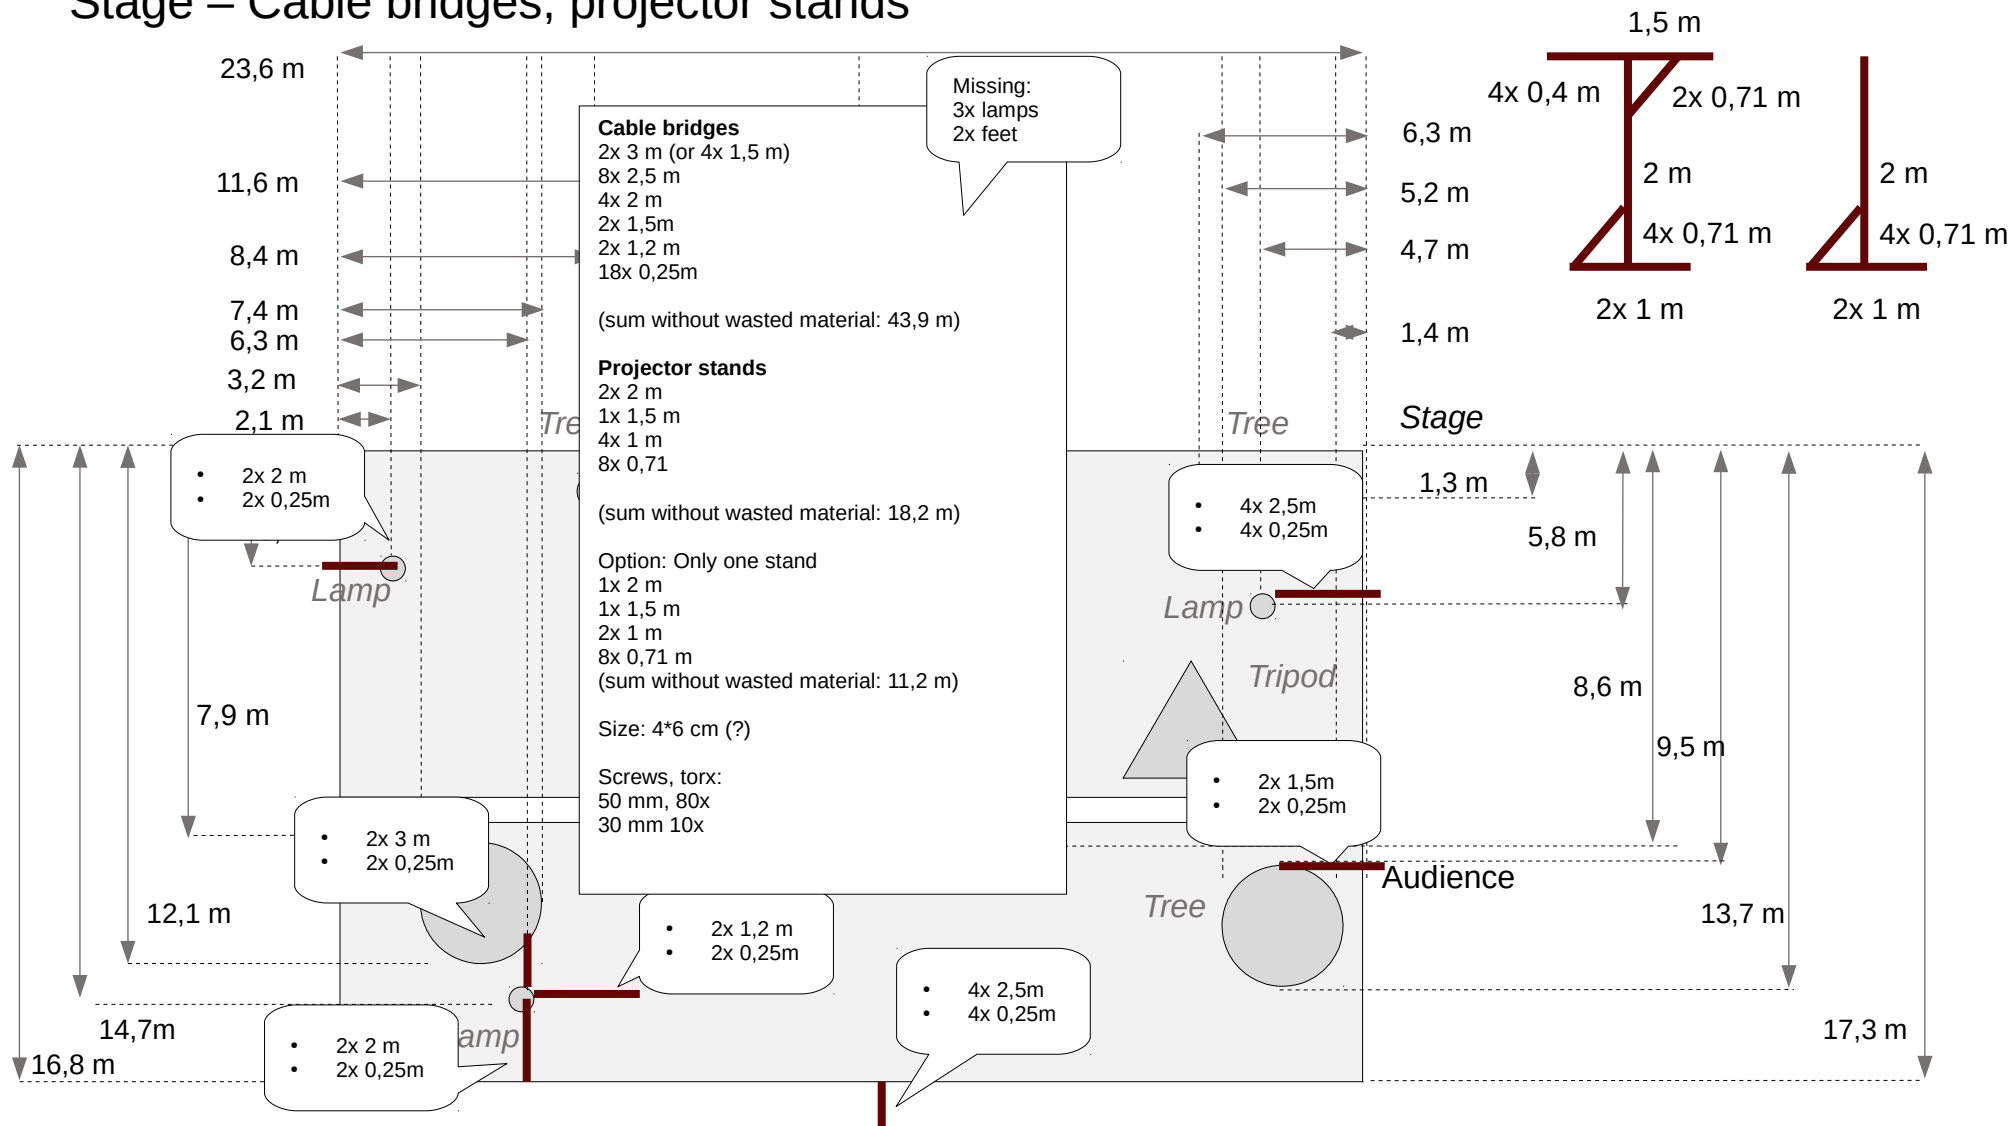 Stage – Cable bridges, projector stands
1,5 m
23,6 m
4x 0,4 m
2x 0,71 m
2 m
4x 0,71 m
2x 1 m
2 m
4x 0,71 m
2x 1 m
Missing:
3x lamps
2x feet
6,3 m
5,2 m
4,7 m
1,4 m
11,6 m
8,4 m
7,4 m
6,3 m
3,2 m
2,1 m
Cable bridges
2x 3 m (or 4x 1,5 m)
8x 2,5 m
4x 2 m
2x 1,5m
2x 1,2 m
18x 0,25m
(sum without wasted material: 43,9 m)
Projector stands
2x 2 m
1x 1,5 m
4x 1 m
8x 0,71
(sum without wasted material: 18,2 m)
Option: Only one stand
1x 2 m
1x 1,5 m
2x 1 m
8x 0,71 m
(sum without wasted material: 11,2 m)
Size: 4*6 cm (?)
Screws, torx:
50 mm, 80x
30 mm 10x
Tre
Tree
Stage
• 2x 2 m
• 2x 0,25m
Lamp
• 4x 2,5m
• 4x 0,25m
Lamp
Tripod
1,3 m
5,8 m
8,6 m
9,5 m
13,7 m
17,3 m
7,9 m
12,1 m
14,7m
16,8 m
• 2x 3 m
• 2x 0,25m
• 2x 1,5m
• 2x 0,25m
Audience
Tree
• 2x 1,2 m
• 2x 0,25m
• 4x 2,5m
• 4x 0,25m
amp
• 2x 2 m
• 2x 0,25m